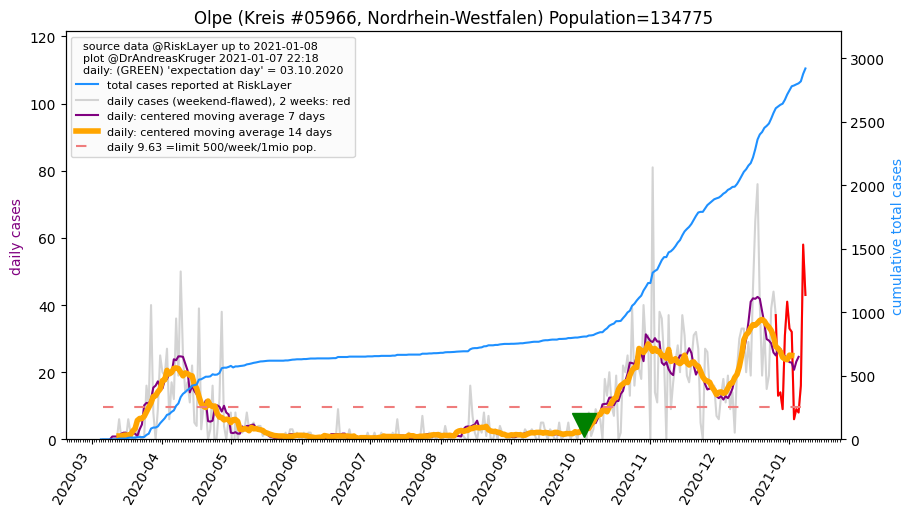 Olpe (Kreis #05966, Nordrhein-Westfalen) Population=134775
source data @RiskLayer up to 2021-01-08
plot @DrAndreasKruger 2021-01-07 22:18
daily: (GREEN) 'expectation day' = 03.10.2020
total cases reported at RiskLayer
daily cases (weekend-flawed), 2 weeks: red
daily: centered moving average 7 days
daily: centered moving average 14 days
daily 9.63 =limit 500/week/1mio pop.
daily cases
120
100
80
60
40
20
0
cumulative total cases
3000
2500
2000
1500
1000
500
0
2020-03
2020-04
2020-05
2020-06
2020-07
2020-08
2020-09
2020-10
2020-11
2020-12
2021-01